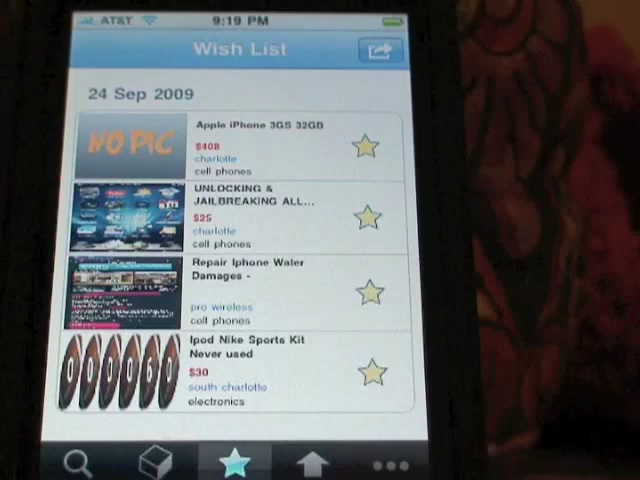 AT&T 9:19 PM
Wish List
24 Sep 2009
NO PIC
Apple iPhone 3GS 32GB
$408
charlotte
cell phones
UNLOCKING &
JAILBREAKING ALL...
$25
charlotte
cell phones
Repair Iphone Water
Damages -
pro wireless
cell phones
000060
Ipod Nike Sports Kit
Never used
$30
south charlotte
electronics